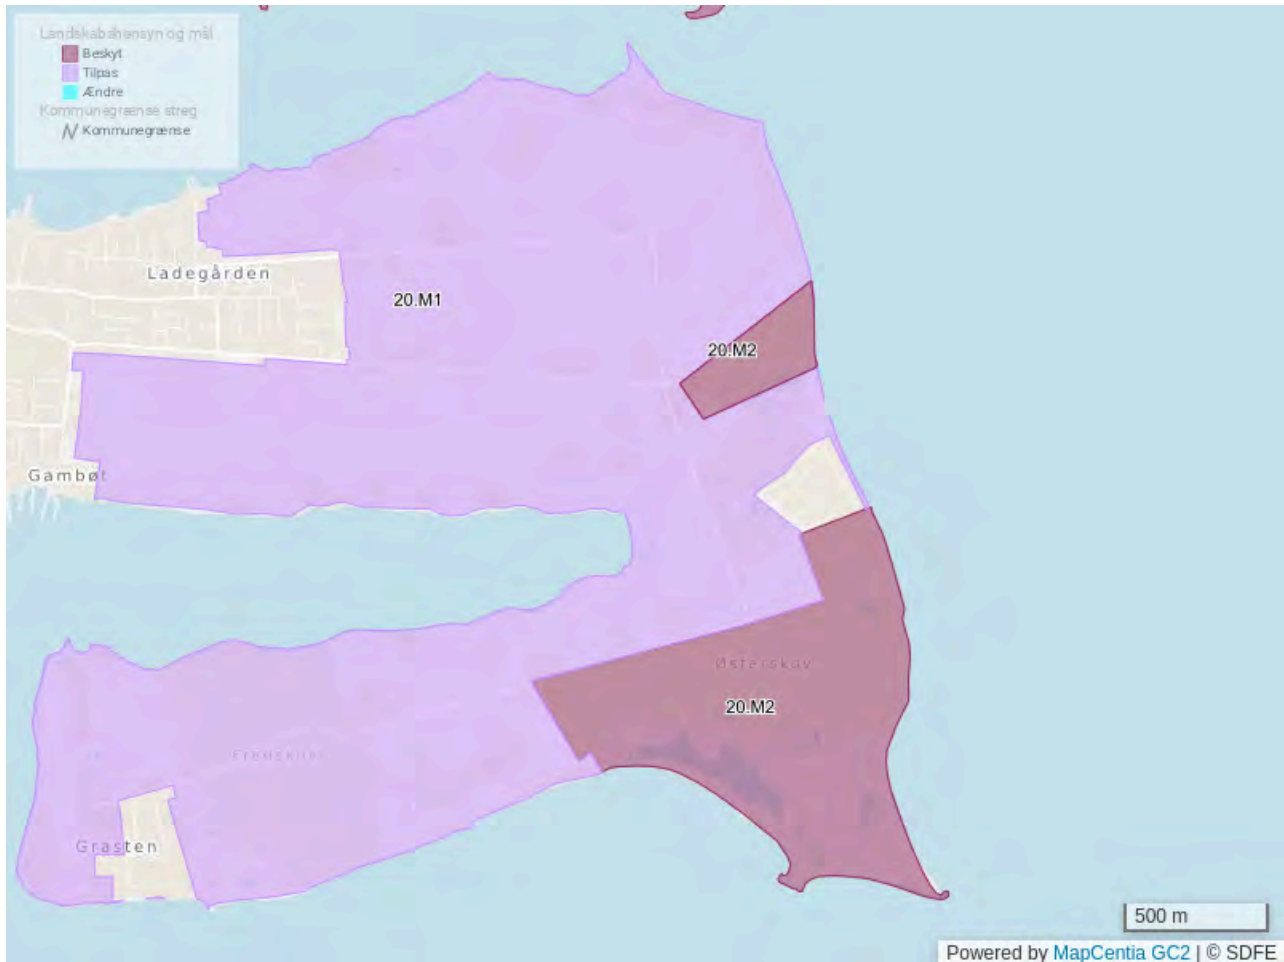 Landskabshensyn og mål
Beskyt
Tilpas
Ændre
Kommunegrænse streg
Kommunegrænse
Ladegården
20.M1
20.M2
Gambøt
Østerskov
20.M2
Grasten
500 m
Powered by MapCentia GC2 | © SDFE